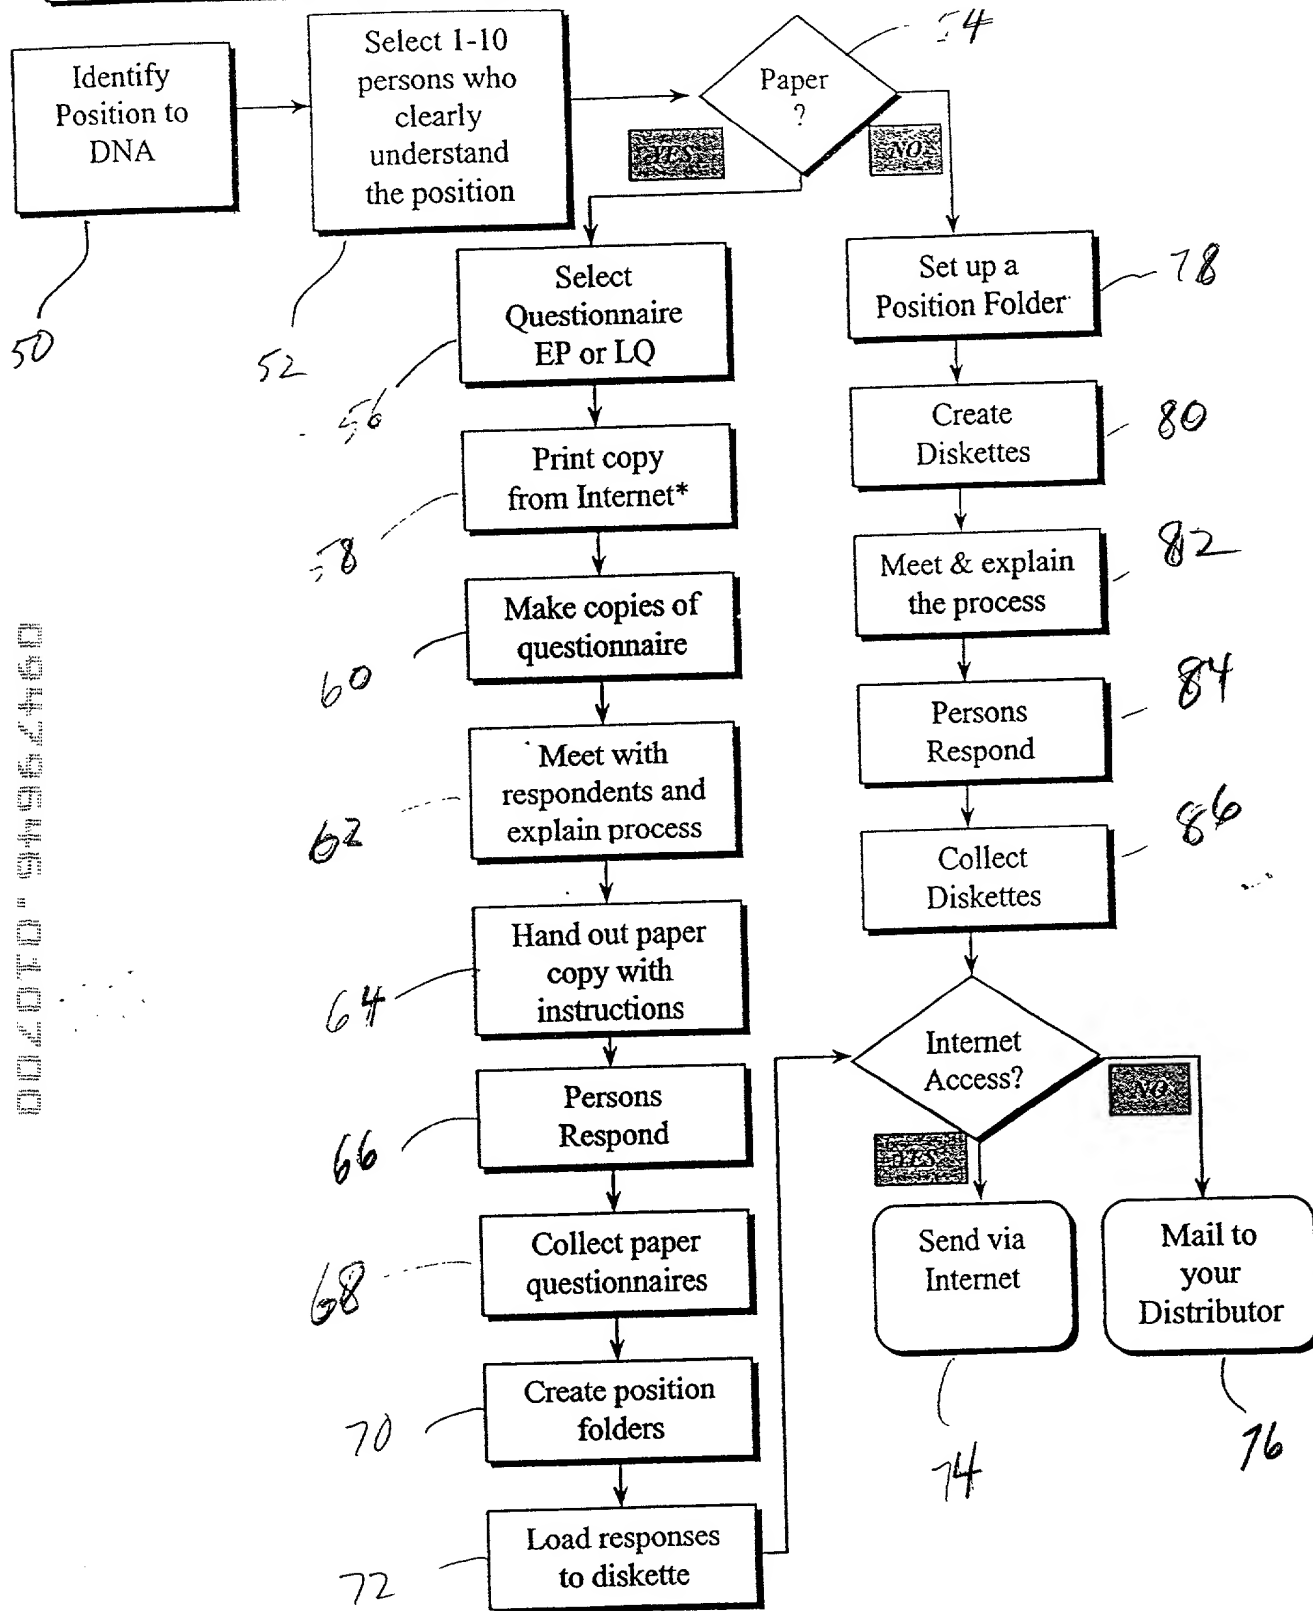 Identify
Position to
DNA
50
Select 1-10
persons who
clearly
understand
the position
52
Paper
?
54
YES
NO
Select
Questionnaire
EP or LQ
56
Print copy
from Internet*
58
Make copies of
questionnaire
60
Meet with
respondents and
explain process
62
Hand out paper
copy with
instructions
64
Persons
Respond
66
Collect paper
questionnaires
68
Create position
folders
70
Load responses
to diskette
72
Set up a
Position Folder
78
Create
Diskettes
80
Meet & explain
the process
82
Persons
Respond
84
Collect
Diskettes
86
Internet
Access?
YES
NO
Send via
Internet
74
Mail to
your
Distributor
76